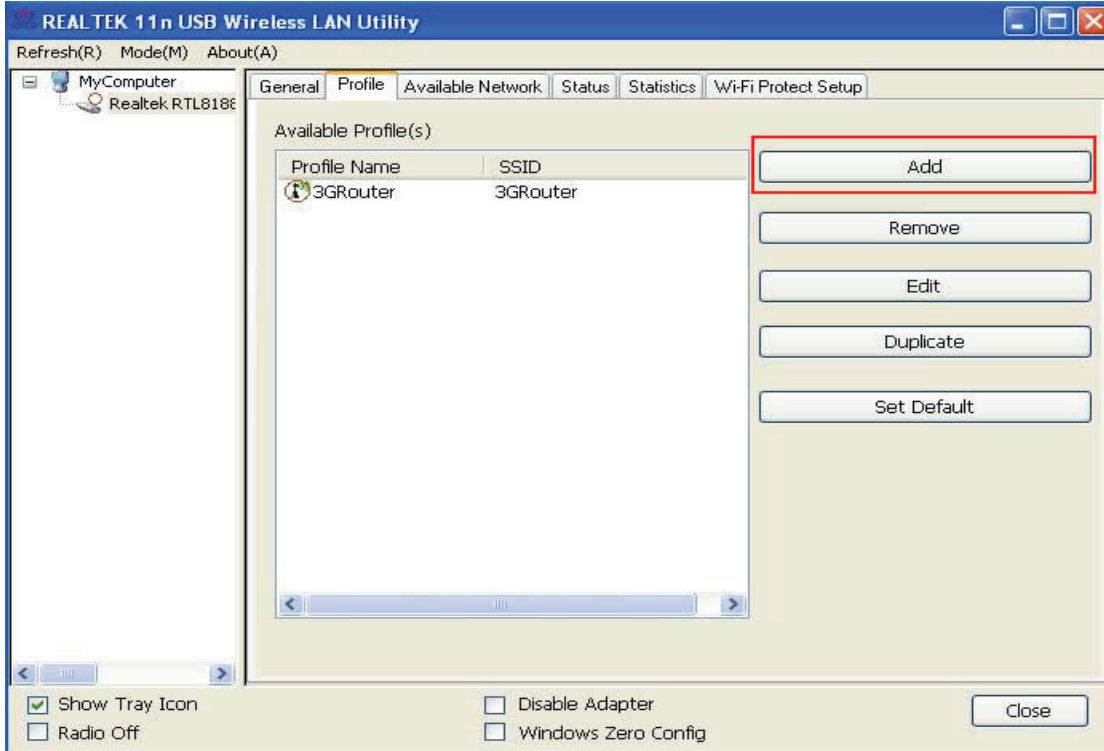 REALTEK 11n USB Wireless LAN Utility
Refresh(R) Mode(M) About(A)
MyComputer
Realtek RTL8188
General Profile Available Network Status Statistics Wi-Fi Protect Setup
Available Profile(s)
Profile Name SSID
3GRouter 3GRouter
Add
Remove
Edit
Duplicate
Set Default
Show Tray Icon
Radio Off
Disable Adapter
Windows Zero Config
Close